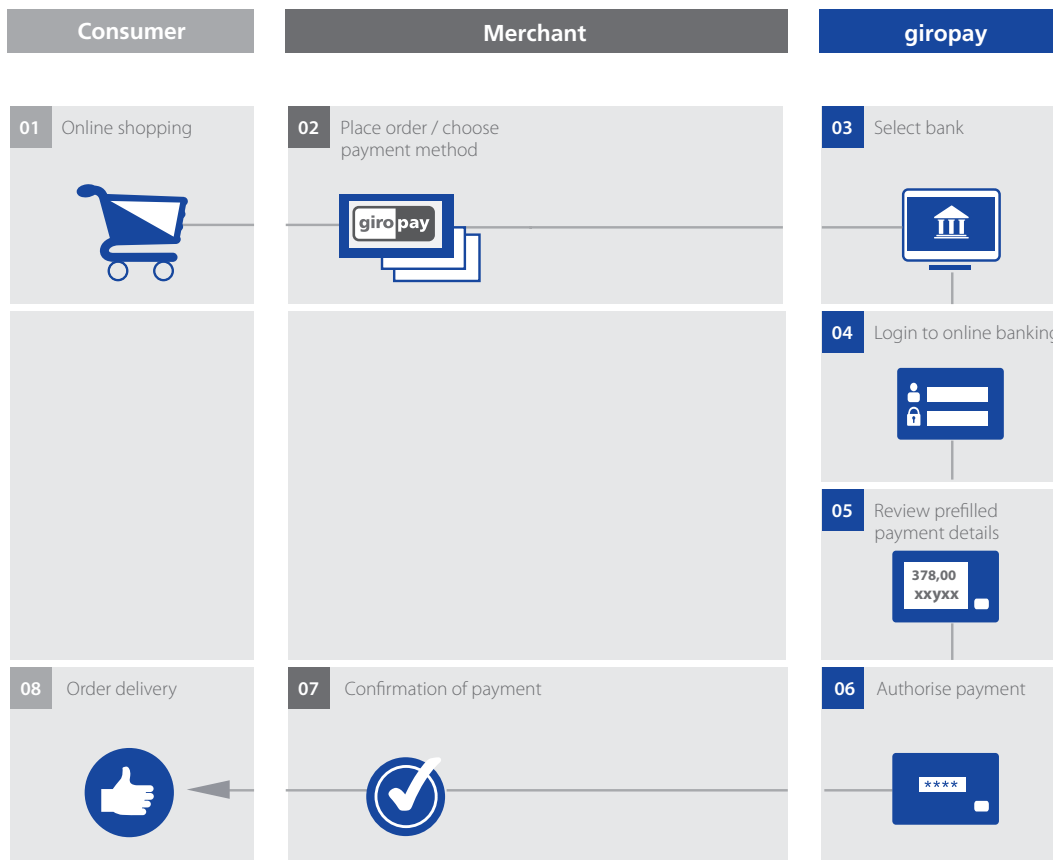 Consumer
Merchant
giropay
01 Online shopping
02 Place order / choose
payment method
giropay
03 Select bank
04 Login to online banking
05 Review prefilled
payment details
378,00
xxyxx
08 Order delivery
07 Confirmation of payment
06 Authorise payment
****